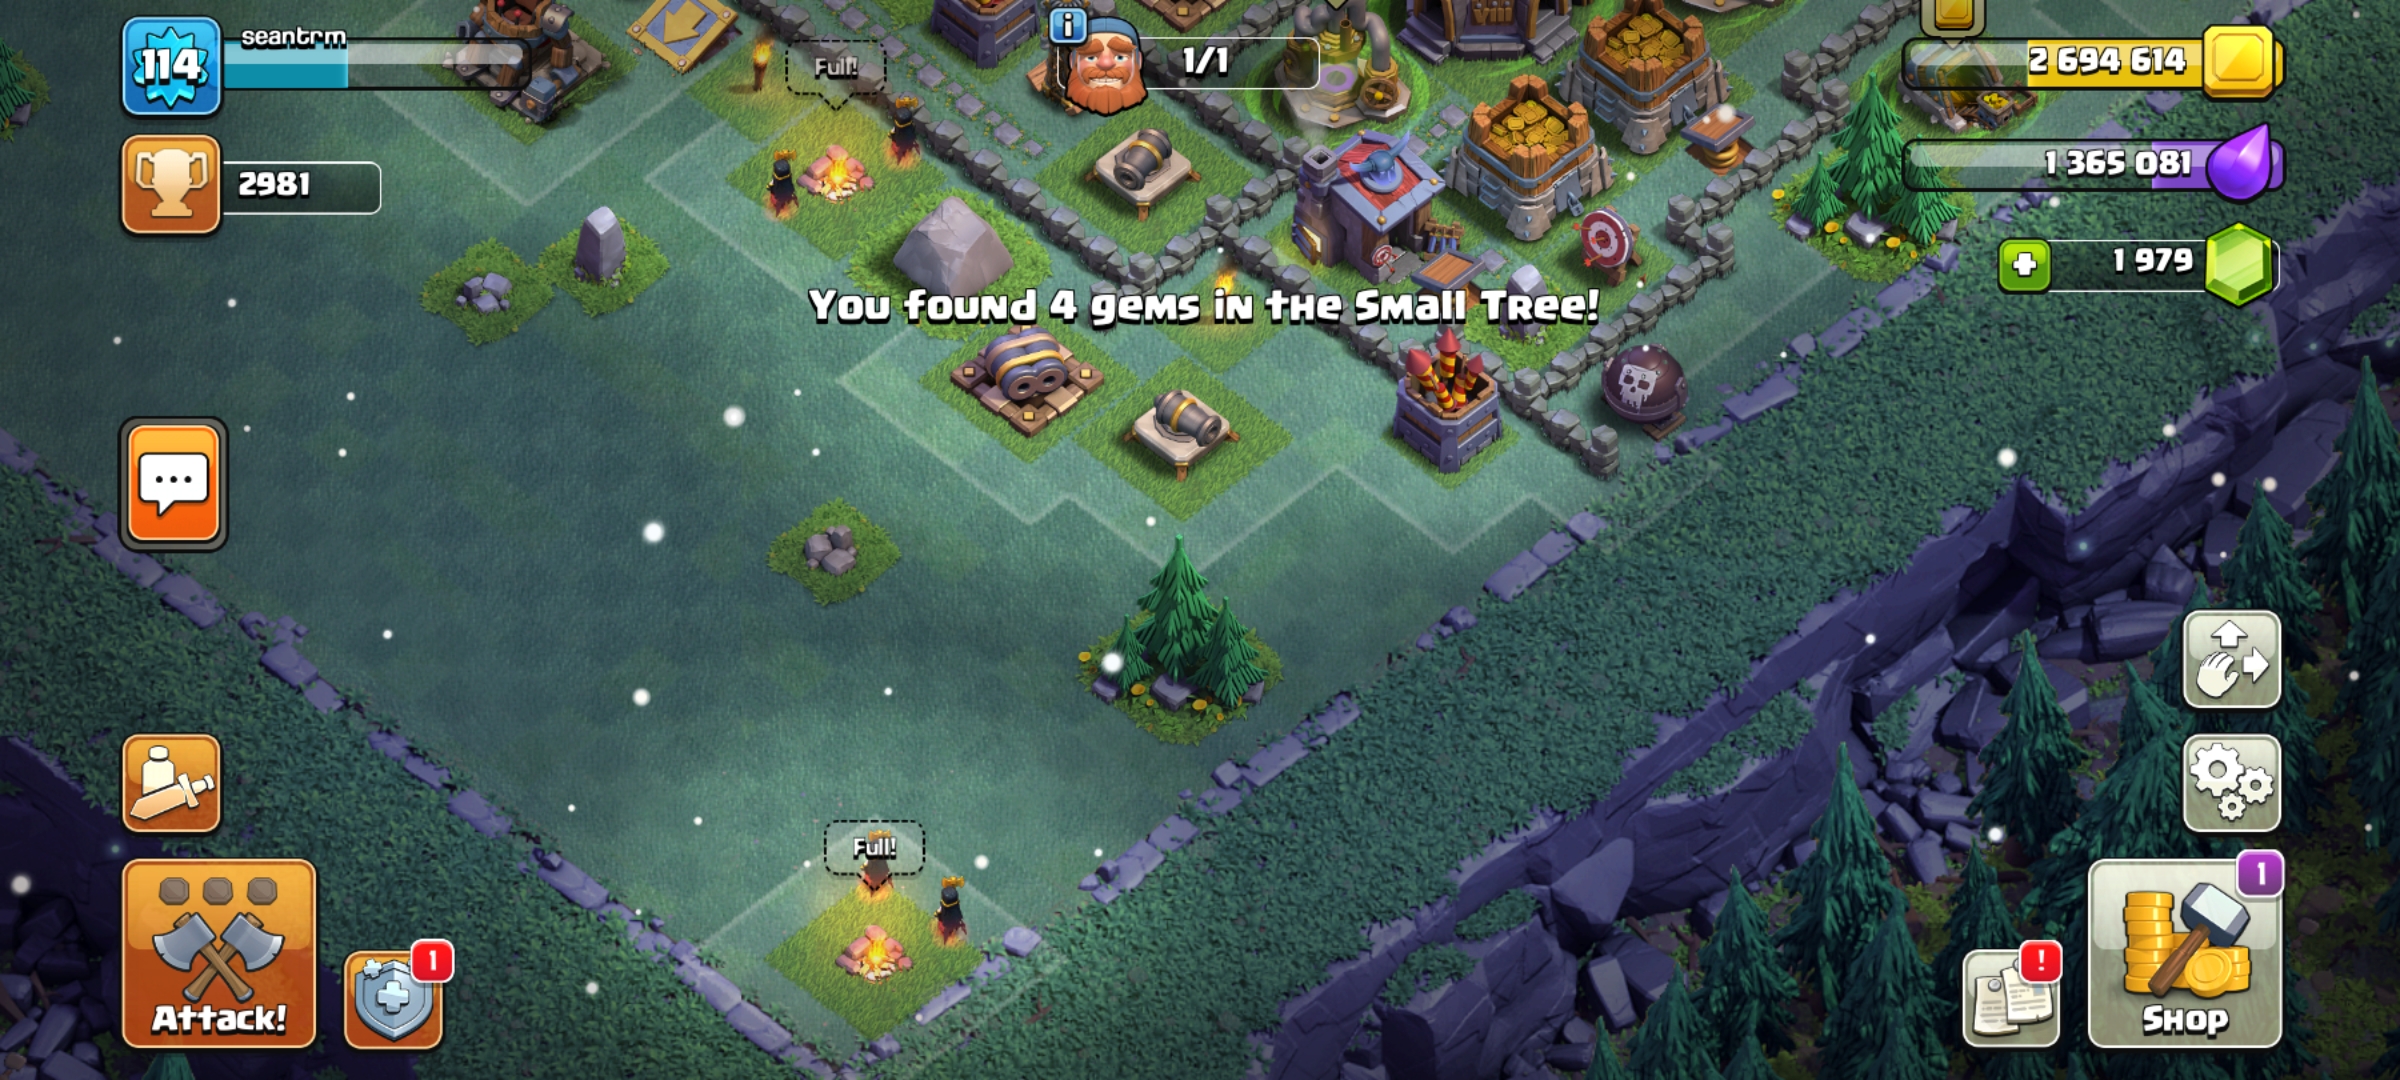 114
seantrm
Full!
i
1/1
VIII
2 694 614
2981
1 365 081
1 979
You found 4 gems in the Small Tree!
Full!
1
Attack!
1
!
Shop